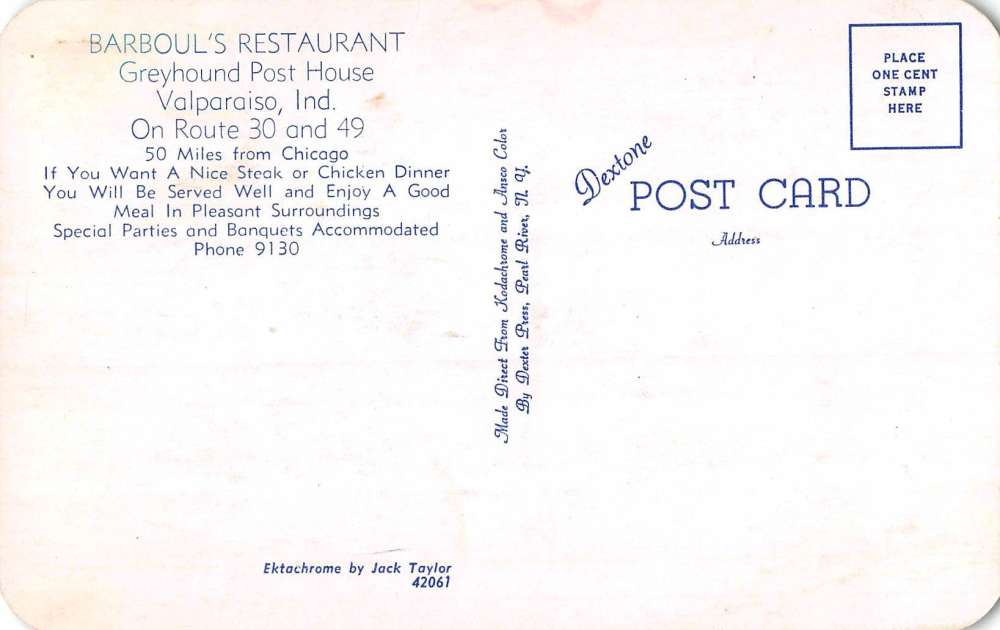 BARBOUL'S RESTAURANT
Greyhound Post House
Valparaiso, Ind.
On Route 30 and 49
50 Miles from Chicago
If You Want A Nice Steak or Chicken Dinner
You Will Be Served Well and Enjoy A Good
Meal In Pleasant Surroundings
Special Parties and Banquets Accommodated
Phone 9130
Ektachrome by Jack Taylor
42061
Made Direct From Kodachrome and Ansco Color
By Dexter Press, Pearl River, N. Y.
Dextone
POST CARD
Address
PLACE
ONE CENT
STAMP
HERE